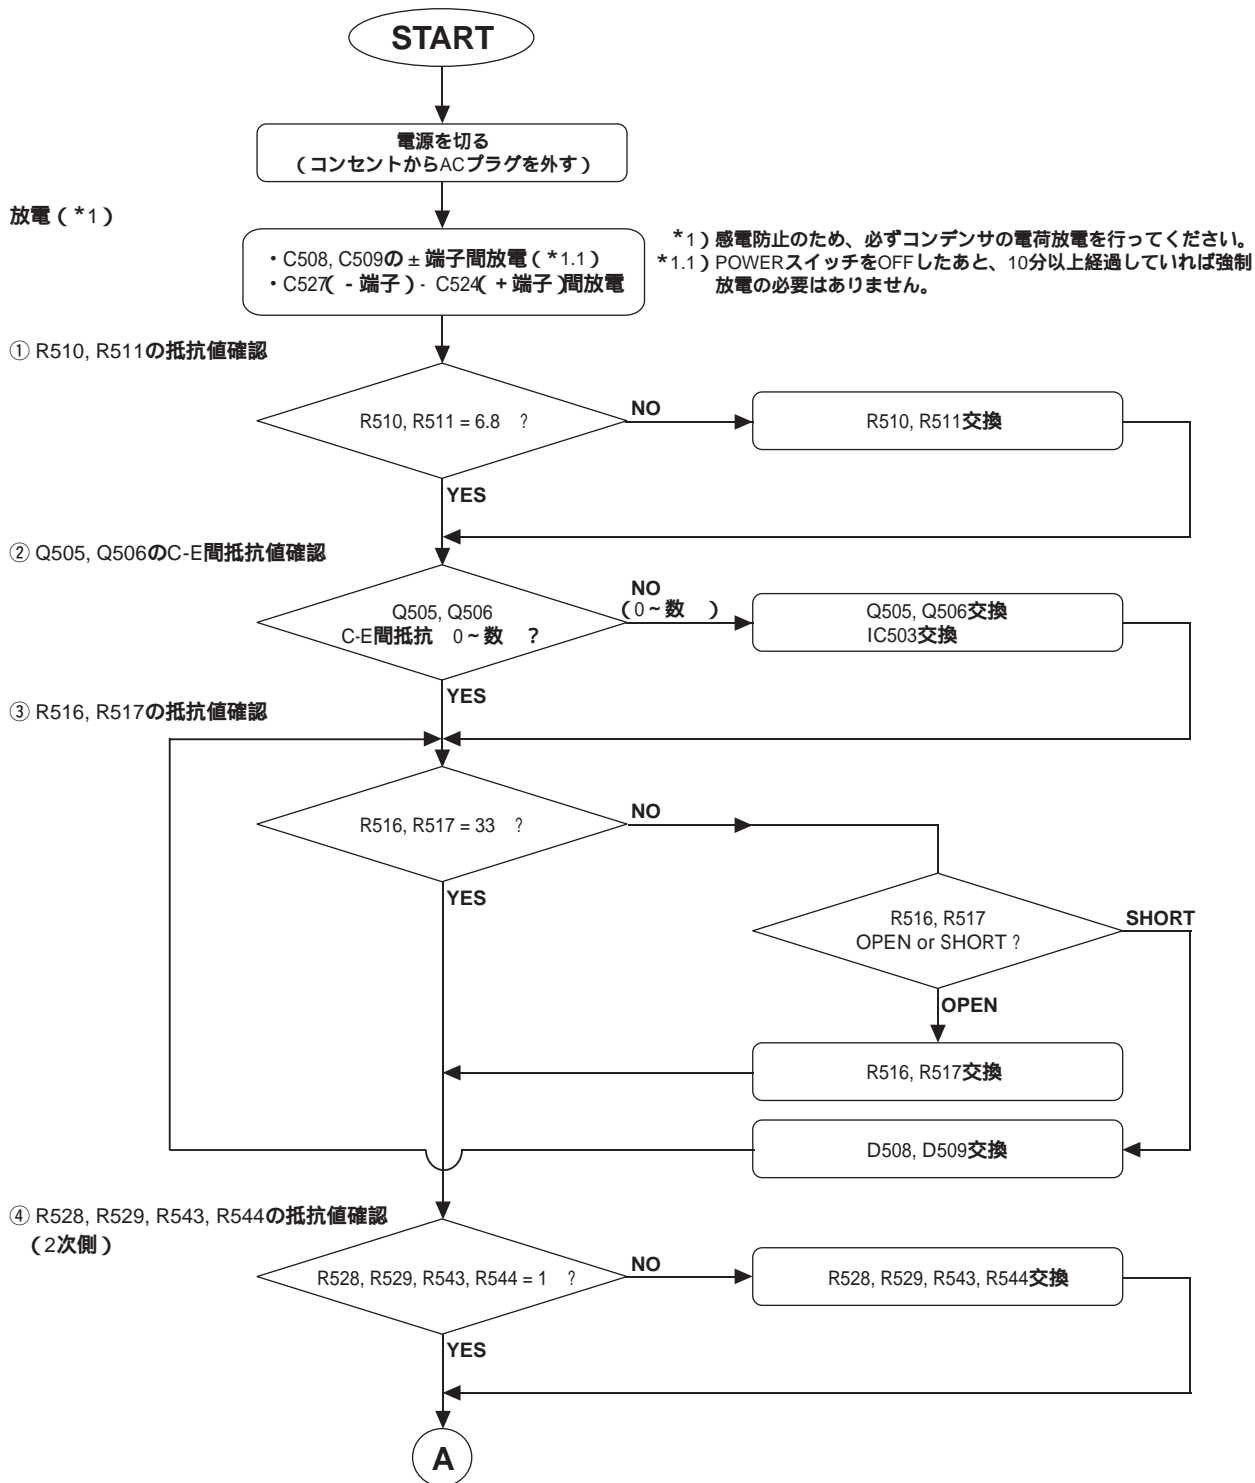 START
電源を切る
(コンセントからACプラグを外す)
放電(*1)
・C508, C509の ± 端子間放電(*1.1)
・C527( - 端子 ) - C524( + 端子 )間放電
*1)感電防止のため、必ずコンデンサの電荷放電を行ってください。
*1.1)POWERスイッチをOFFしたあと、10分以上経過していれば強制
放電の必要はありません。
① R510, R511の抵抗値確認
R510, R511 = 6.8 ?
NO
R510, R511交換
YES
② Q505, Q506のC-E間抵抗値確認
Q505, Q506
C-E間抵抗 0~数 ?
NO
(0~数 )
Q505, Q506交換
IC503交換
YES
③ R516, R517の抵抗値確認
R516, R517 = 33 ?
NO
YES
R516, R517
OPEN or SHORT ?
SHORT
OPEN
R516, R517交換
D508, D509交換
④ R528, R529, R543, R544の抵抗値確認
(2次側)
R528, R529, R543, R544 = 1 ?
NO
R528, R529, R543, R544交換
YES
A